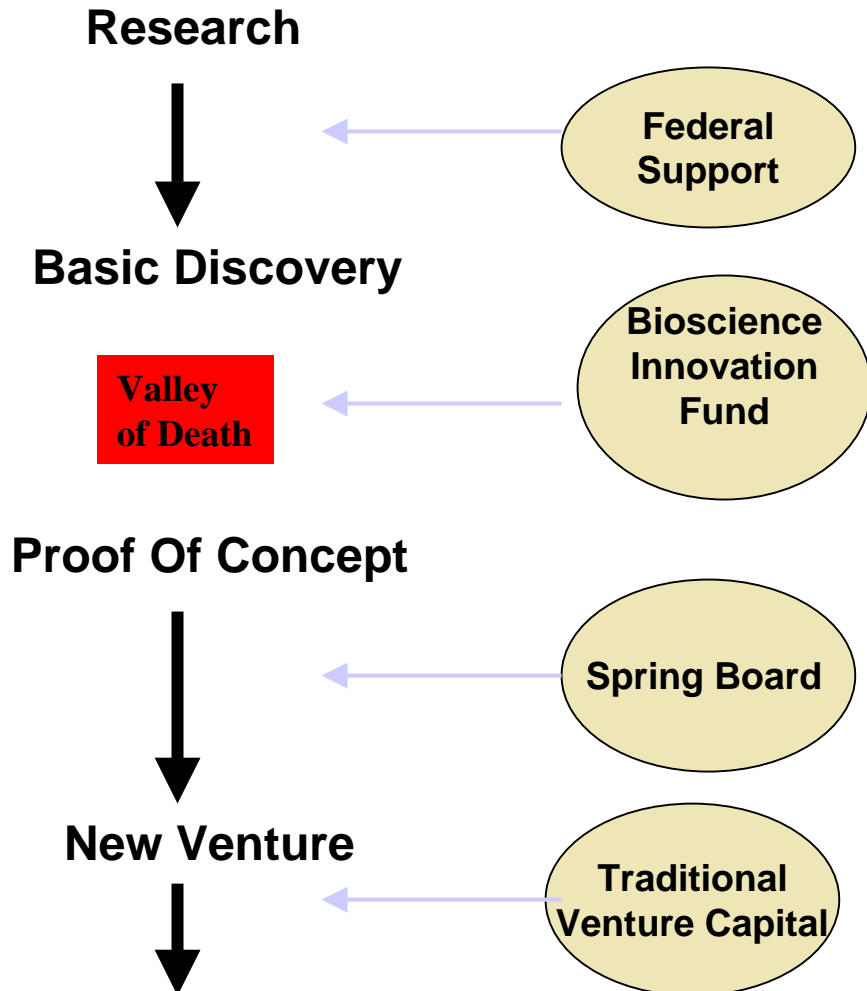 Research
Federal
Support
Basic Discovery
Bioscience
Innovation
Fund
Valley
of Death
Proof Of Concept
Spring Board
New Venture
Traditional
Venture Capital